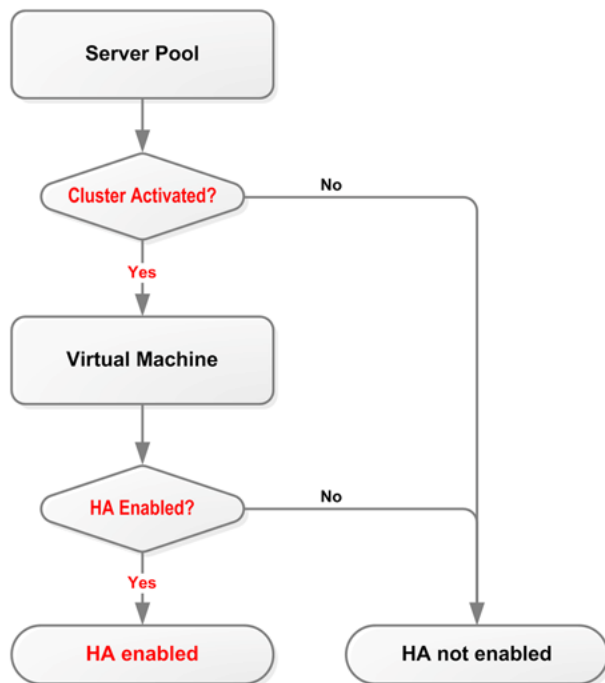 Server Pool
Cluster Activated?
No
Yes
Virtual Machine
HA Enabled?
No
Yes
HA enabled
HA not enabled